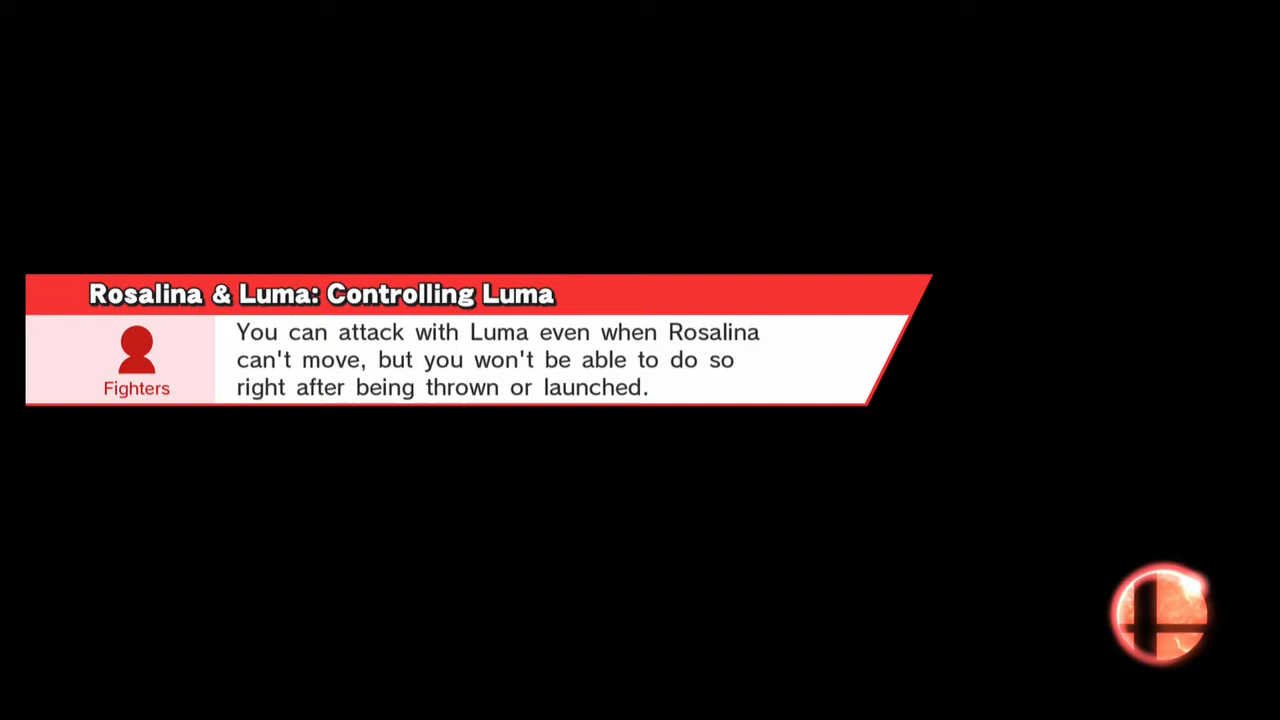 Rosalina & Luma: Controlling Luma
Fighters
You can attack with Luma even when Rosalina
can't move, but you won't be able to do so
right after being thrown or launched.